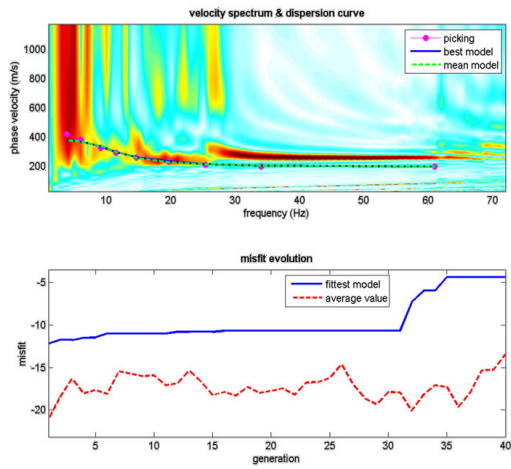 velocity spectrum & dispersion curve
phase velocity (m/s)
1000
800
600
400
200
picking
best model
mean model
10 20 30 40 50 60 70
frequency (Hz)
misfit evolution
misfit
-5
-10
-15
-20
fittest model
average value
5 10 15 20 25 30 35 40
generation